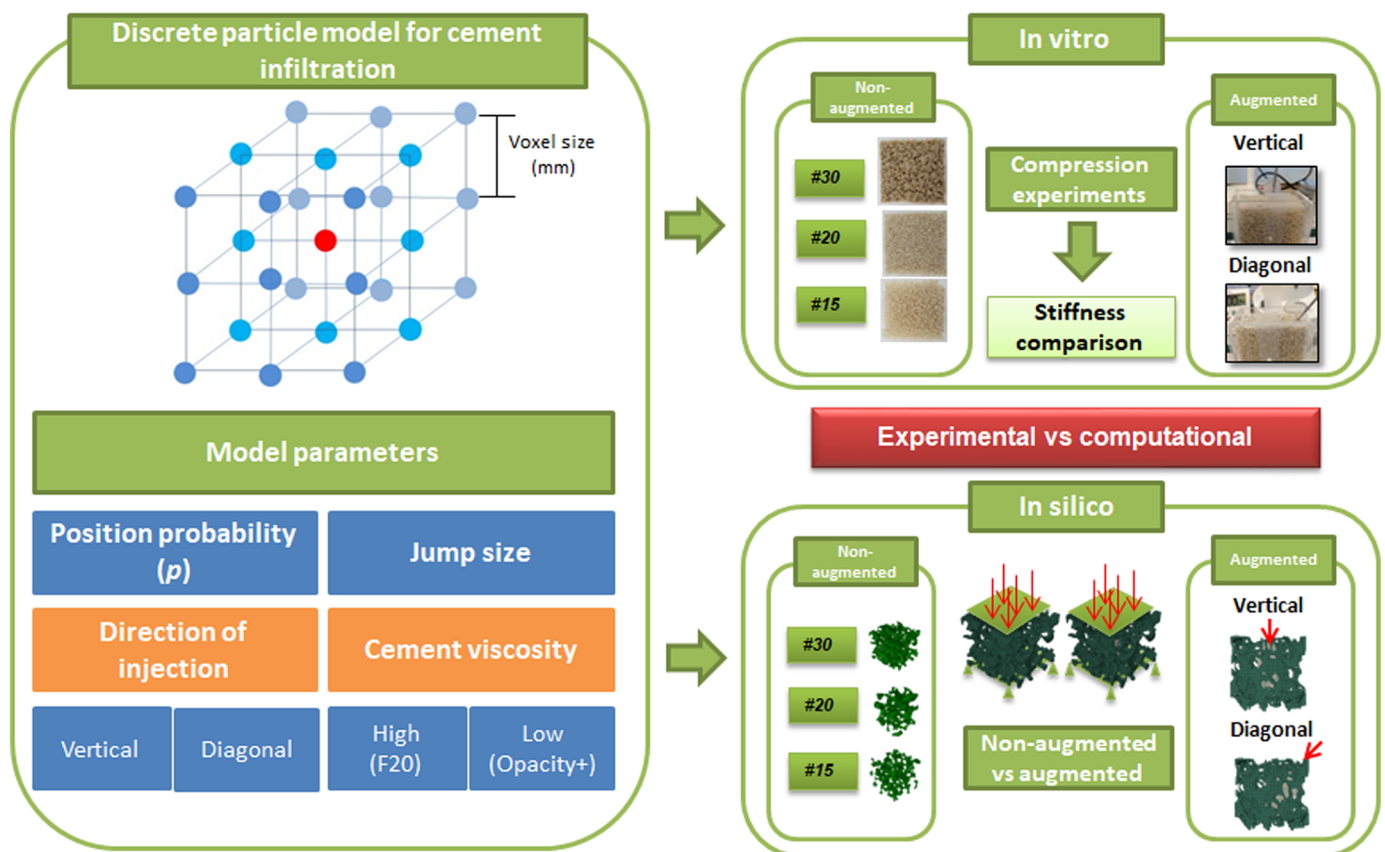 Discrete particle model for cement
infiltration
Voxel size
(mm)
Model parameters
Position probability
(p)
Jump size
Direction of
injection
Cement viscosity
Vertical
Diagonal
High
(F20)
Low
(Opacity+)
In vitro
Non-
augmented
#30
#20
#15
Compression
experiments
Stiffness
comparison
Augmented
Vertical
Diagonal
Experimental vs computational
In silico
Non-
augmented
#30
#20
#15
Non-augmented
vs augmented
Augmented
Vertical
Diagonal